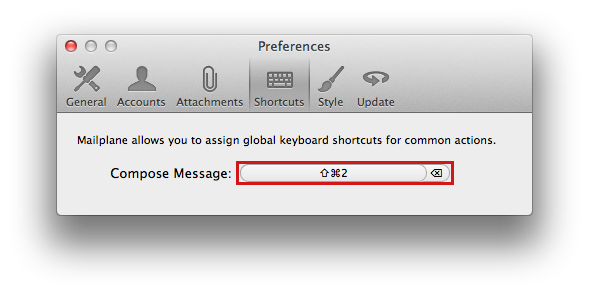 Preferences
General Accounts Attachments Shortcuts Style Update
Mailplane allows you to assign global keyboard shortcuts for common actions.
Compose Message: ⇧⌘2 ⌫